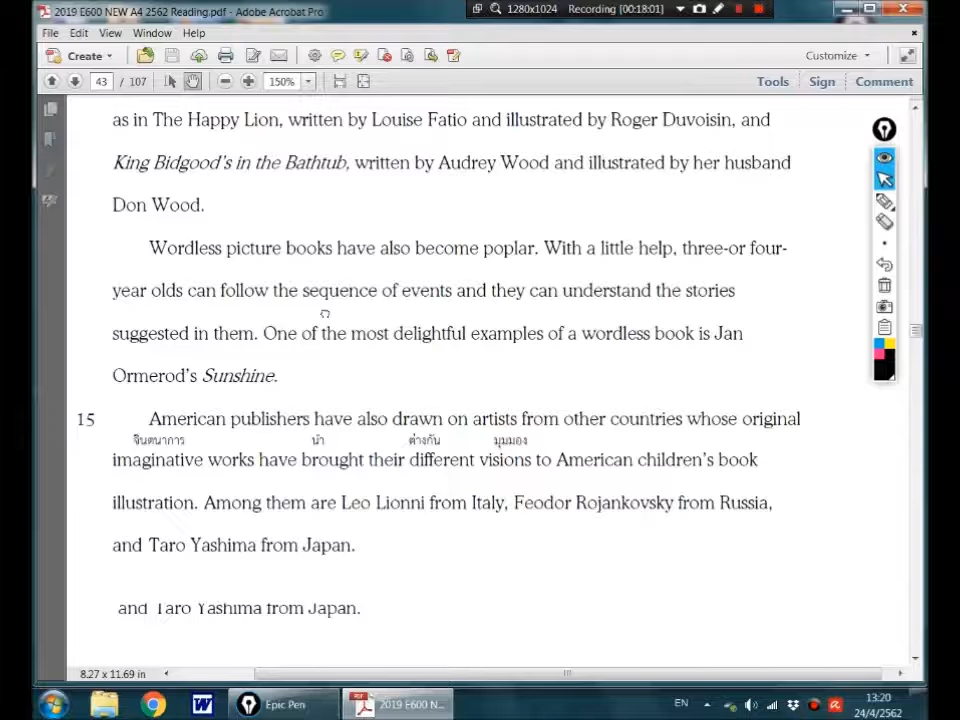 2019 E600 NEW A4 2562 Reading.pdf - Adobe Acrobat Pro
1280x1024 Recording [00:18:01]
File Edit View Window Help
Create Customize
43 / 107 150% Tools Sign Comment
as in The Happy Lion, written by Louise Fatio and illustrated by Roger Duvoisin, and
King Bidgood's in the Bathtub, written by Audrey Wood and illustrated by her husband
Don Wood.
Wordless picture books have also become poplar. With a little help, three-or four-
year olds can follow the sequence of events and they can understand the stories
suggested in them. One of the most delightful examples of a wordless book is Jan
Ormerod's Sunshine.
15 American publishers have also drawn on artists from other countries whose original
จินตนาการ นำ ต่างกัน มุมมอง
imaginative works have brought their different visions to American children's book
illustration. Among them are Leo Lionni from Italy, Feodor Rojankovsky from Russia,
and Taro Yashima from Japan.
and Taro Yashima from Japan.
8.27 x 11.69 in
Epic Pen 2019 E600 N... EN 13:20
24/4/2562